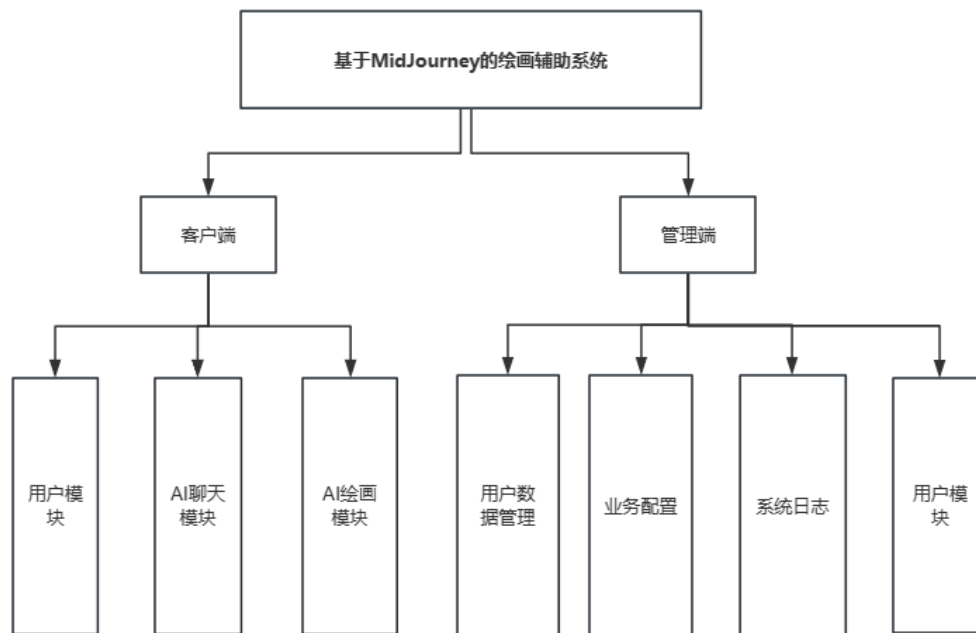 基于MidJourney的绘画辅助系统
客户端
管理端
用户模
块
AI聊天
模块
AI绘画
模块
用户数
据管理
业务配置
系统日志
用户模
块